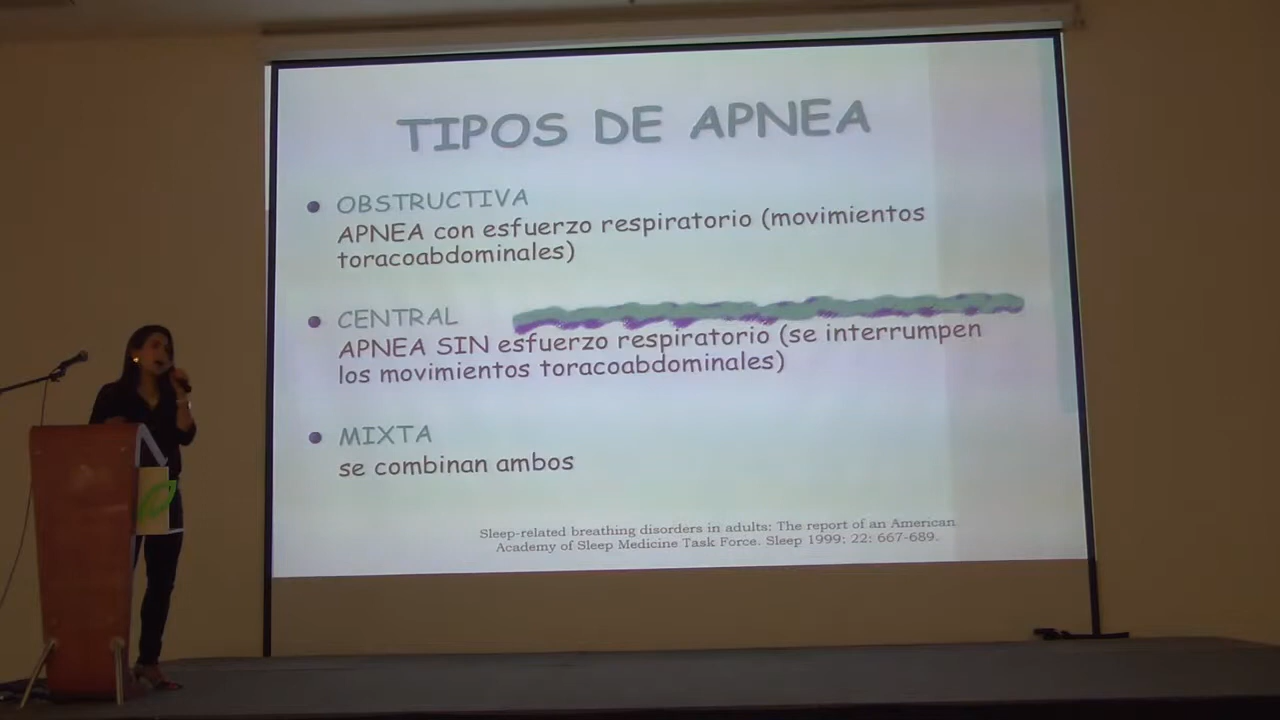 TIPOS DE APNEA
OBSTRUCTIVA
APNEA con esfuerzo respiratorio (movimientos
toracoabdominales)
CENTRAL
APNEA SIN esfuerzo respiratorio (se interrumpen
los movimientos toracoabdominales)
MIXTA
se combinan ambos
Sleep-related breathing disorders in adults: The report of an American
Academy of Sleep Medicine Task Force. Sleep 1999; 22: 667-689.